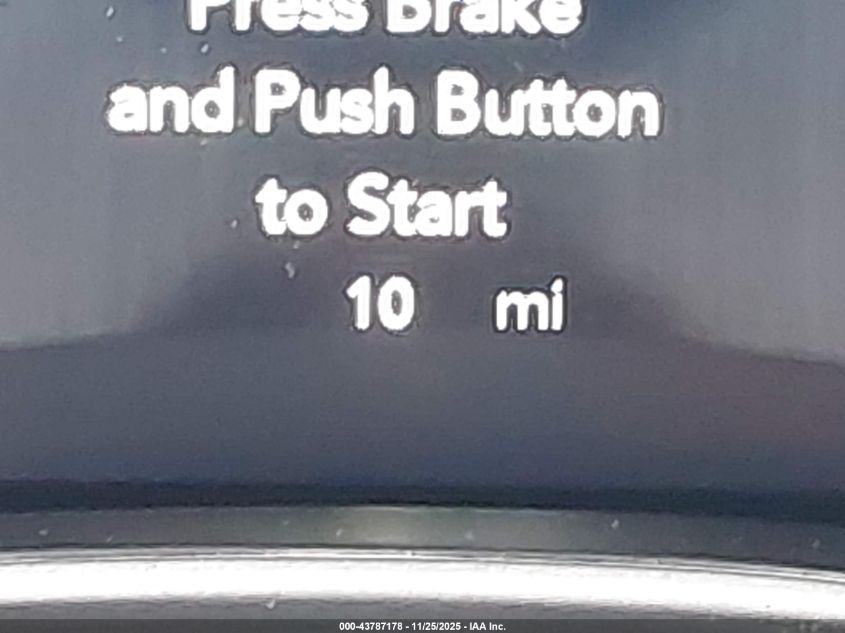 Press Brake
and Push Button
to Start
10 mi
000-43787178 - 11/25/2025 - IAA Inc.